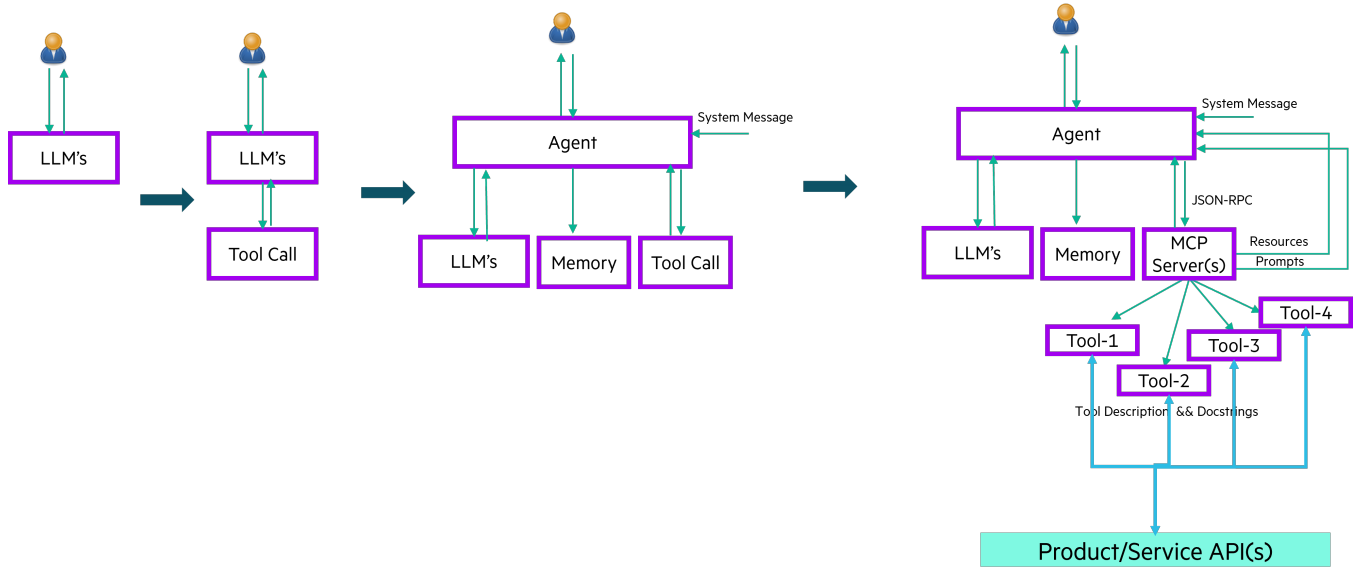 LLM's
LLM's
Tool Call
System Message
Agent
LLM's
Memory
Tool Call
System Message
Agent
JSON-RPC
LLM's
Memory
MCP
Server(s)
Resources
Prompts
Tool-1
Tool-2
Tool-3
Tool-4
Tool Description && Docstrings
Product/Service API(s)